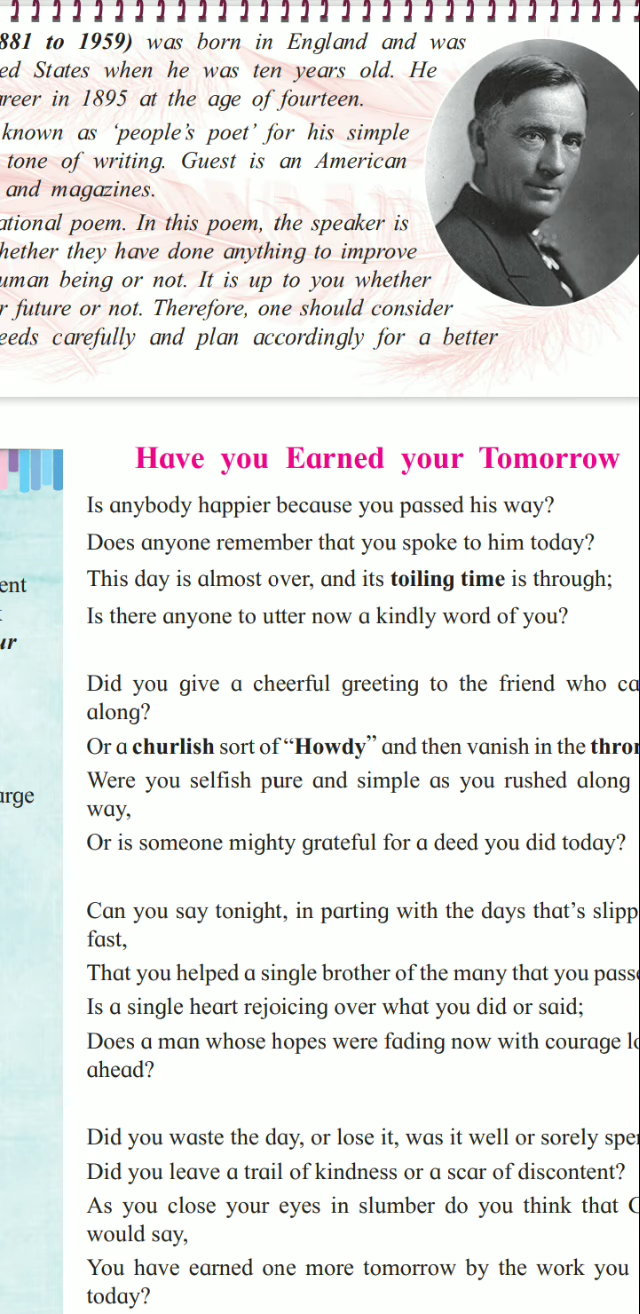 881 to 1959) was born in England and was
ed States when he was ten years old. He
reer in 1895 at the age of fourteen.
known as ‘people’s poet’ for his simple
tone of writing. Guest is an American
and magazines.
ational poem. In this poem, the speaker is
hether they have done anything to improve
uman being or not. It is up to you whether
r future or not. Therefore, one should consider
eeds carefully and plan accordingly for a better
Have you Earned your Tomorrow
Is anybody happier because you passed his way?
Does anyone remember that you spoke to him today?
This day is almost over, and its toiling time is through;
Is there anyone to utter now a kindly word of you?
ent
ur
arge
Did you give a cheerful greeting to the friend who ca
along?
Or a churlish sort of “Howdy” and then vanish in the thron
Were you selfish pure and simple as you rushed along
way,
Or is someone mighty grateful for a deed you did today?
Can you say tonight, in parting with the days that’s slipp
fast,
That you helped a single brother of the many that you passe
Is a single heart rejoicing over what you did or said;
Does a man whose hopes were fading now with courage lo
ahead?
Did you waste the day, or lose it, was it well or sorely spen
Did you leave a trail of kindness or a scar of discontent?
As you close your eyes in slumber do you think that G
would say,
You have earned one more tomorrow by the work you
today?